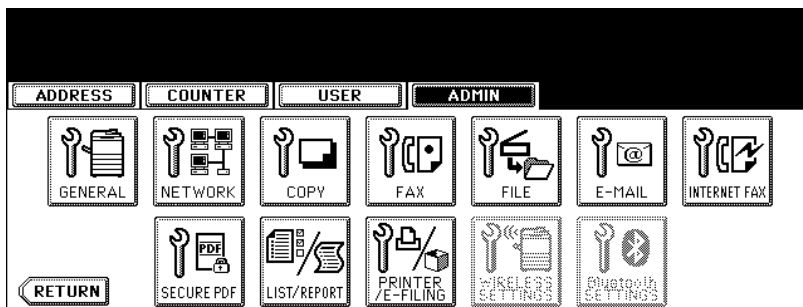 ADDRESS COUNTER USER ADMIN
GENERAL NETWORK COPY FAX FILE E-MAIL INTERNET FAX
PDF
SECURE PDF LIST/REPORT PRINTER /E-FILING WIRELESS SETTINGS Bluetooth SETTINGS
RETURN